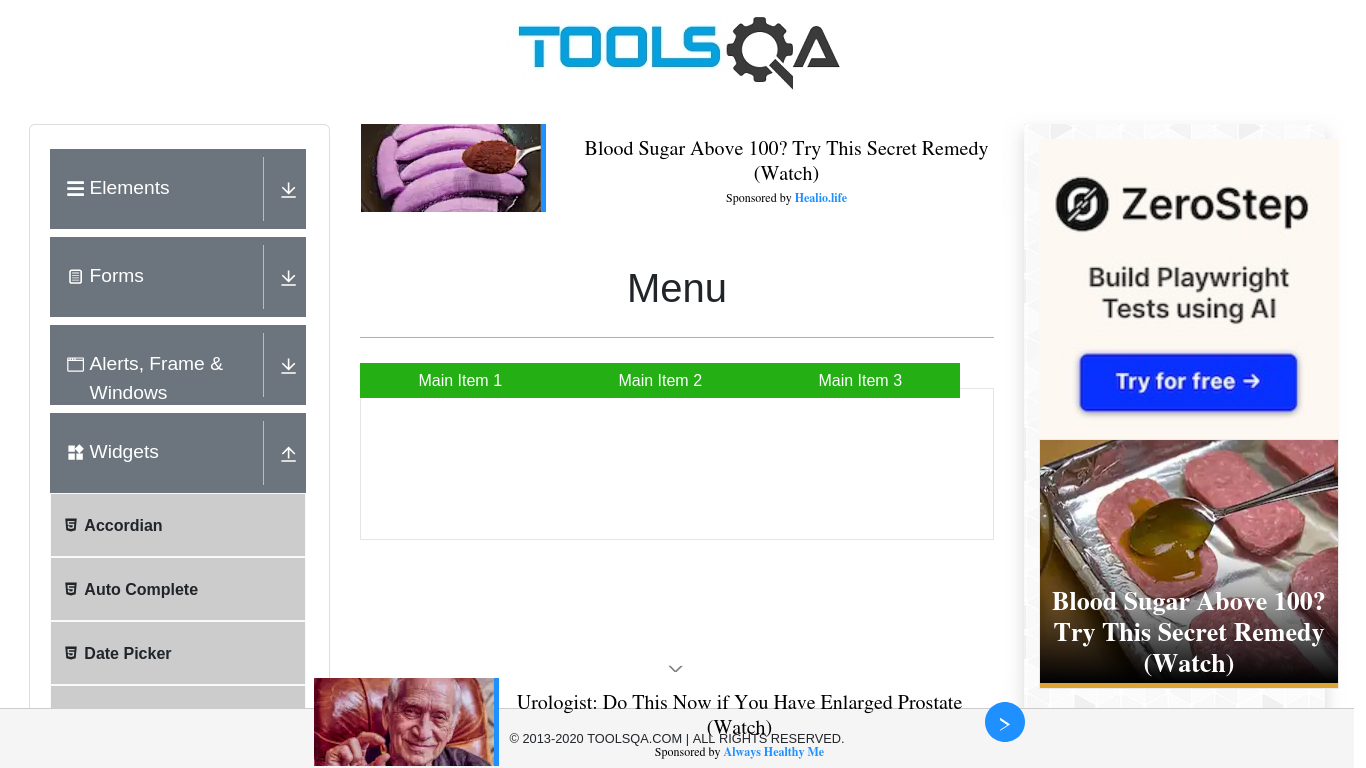 TOOLSQA
Elements
Forms
Alerts, Frame &
Windows
Widgets
Accordian
Auto Complete
Date Picker
Blood Sugar Above 100? Try This Secret Remedy
(Watch)
Sponsored by Healio.life
Menu
Main Item 1
Main Item 2
Main Item 3
ZeroStep
Build Playwright
Tests using AI
Try for free →
Blood Sugar Above 100?
Try This Secret Remedy
(Watch)
Urologist: Do This Now if You Have Enlarged Prostate
(Watch)
Sponsored by Always Healthy Me
© 2013-2020 TOOLSQA.COM | ALL RIGHTS RESERVED.